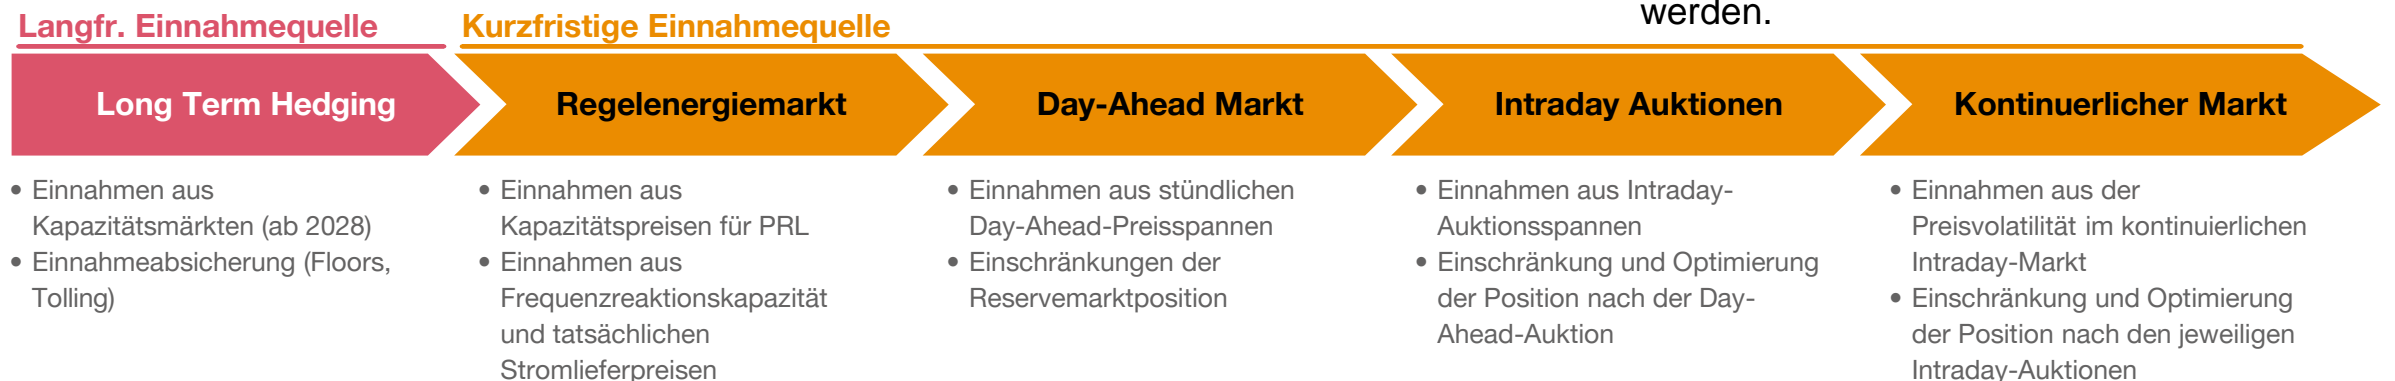 werden.
Langfr. Einnahmequelle
Kurzfristige Einnahmequelle
Long Term Hedging
Regelenergiemarkt
Day-Ahead Markt
Intraday Auktionen
Kontinuerlicher Markt
• Einnahmen aus
Kapazitätsmärkten (ab 2028)
• Einnahmeabsicherung (Floors,
Tolling)
• Einnahmen aus
Kapazitätspreisen für PRL
• Einnahmen aus
Frequenzreaktionskapazität
und tatsächlichen
Stromlieferpreisen
• Einnahmen aus stündlichen
Day-Ahead-Preisspannen
• Einschränkungen der
Reservemarktposition
• Einnahmen aus Intraday-
Auktionsspannen
• Einschränkung und Optimierung
der Position nach der Day-
Ahead-Auktion
• Einnahmen aus der
Preisvolatilität im kontinuierlichen
Intraday-Markt
• Einschränkung und Optimierung
der Position nach den jeweiligen
Intraday-Auktionen